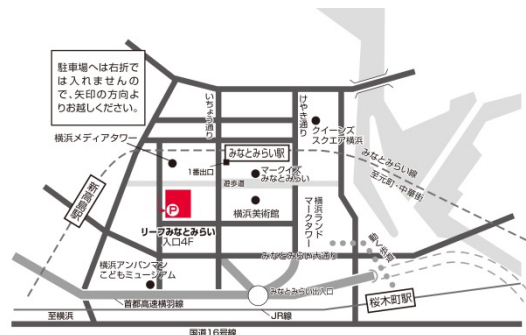 駐車場へは右折で
は入れませんの
で、矢印の方向よ
りお越しください。
いちょう通り
けやき通り
クイーンズ
スクエア横浜
横浜メディアタワー
みなとみらい駅
1番出口
マークイズ
みなとみらい
みなとみらい線
至元町・中華街
新高島駅
遊歩道
P
横浜美術館
横浜ランド
マークタワー
リーフみなとみらい
入口4F
横浜アンパンマン
こどもミュージアム
みなとみらい大通り
動く歩道
みなとみらい出入口
桜木町駅
首都高速横羽線
至横浜
JR線
国道16号線